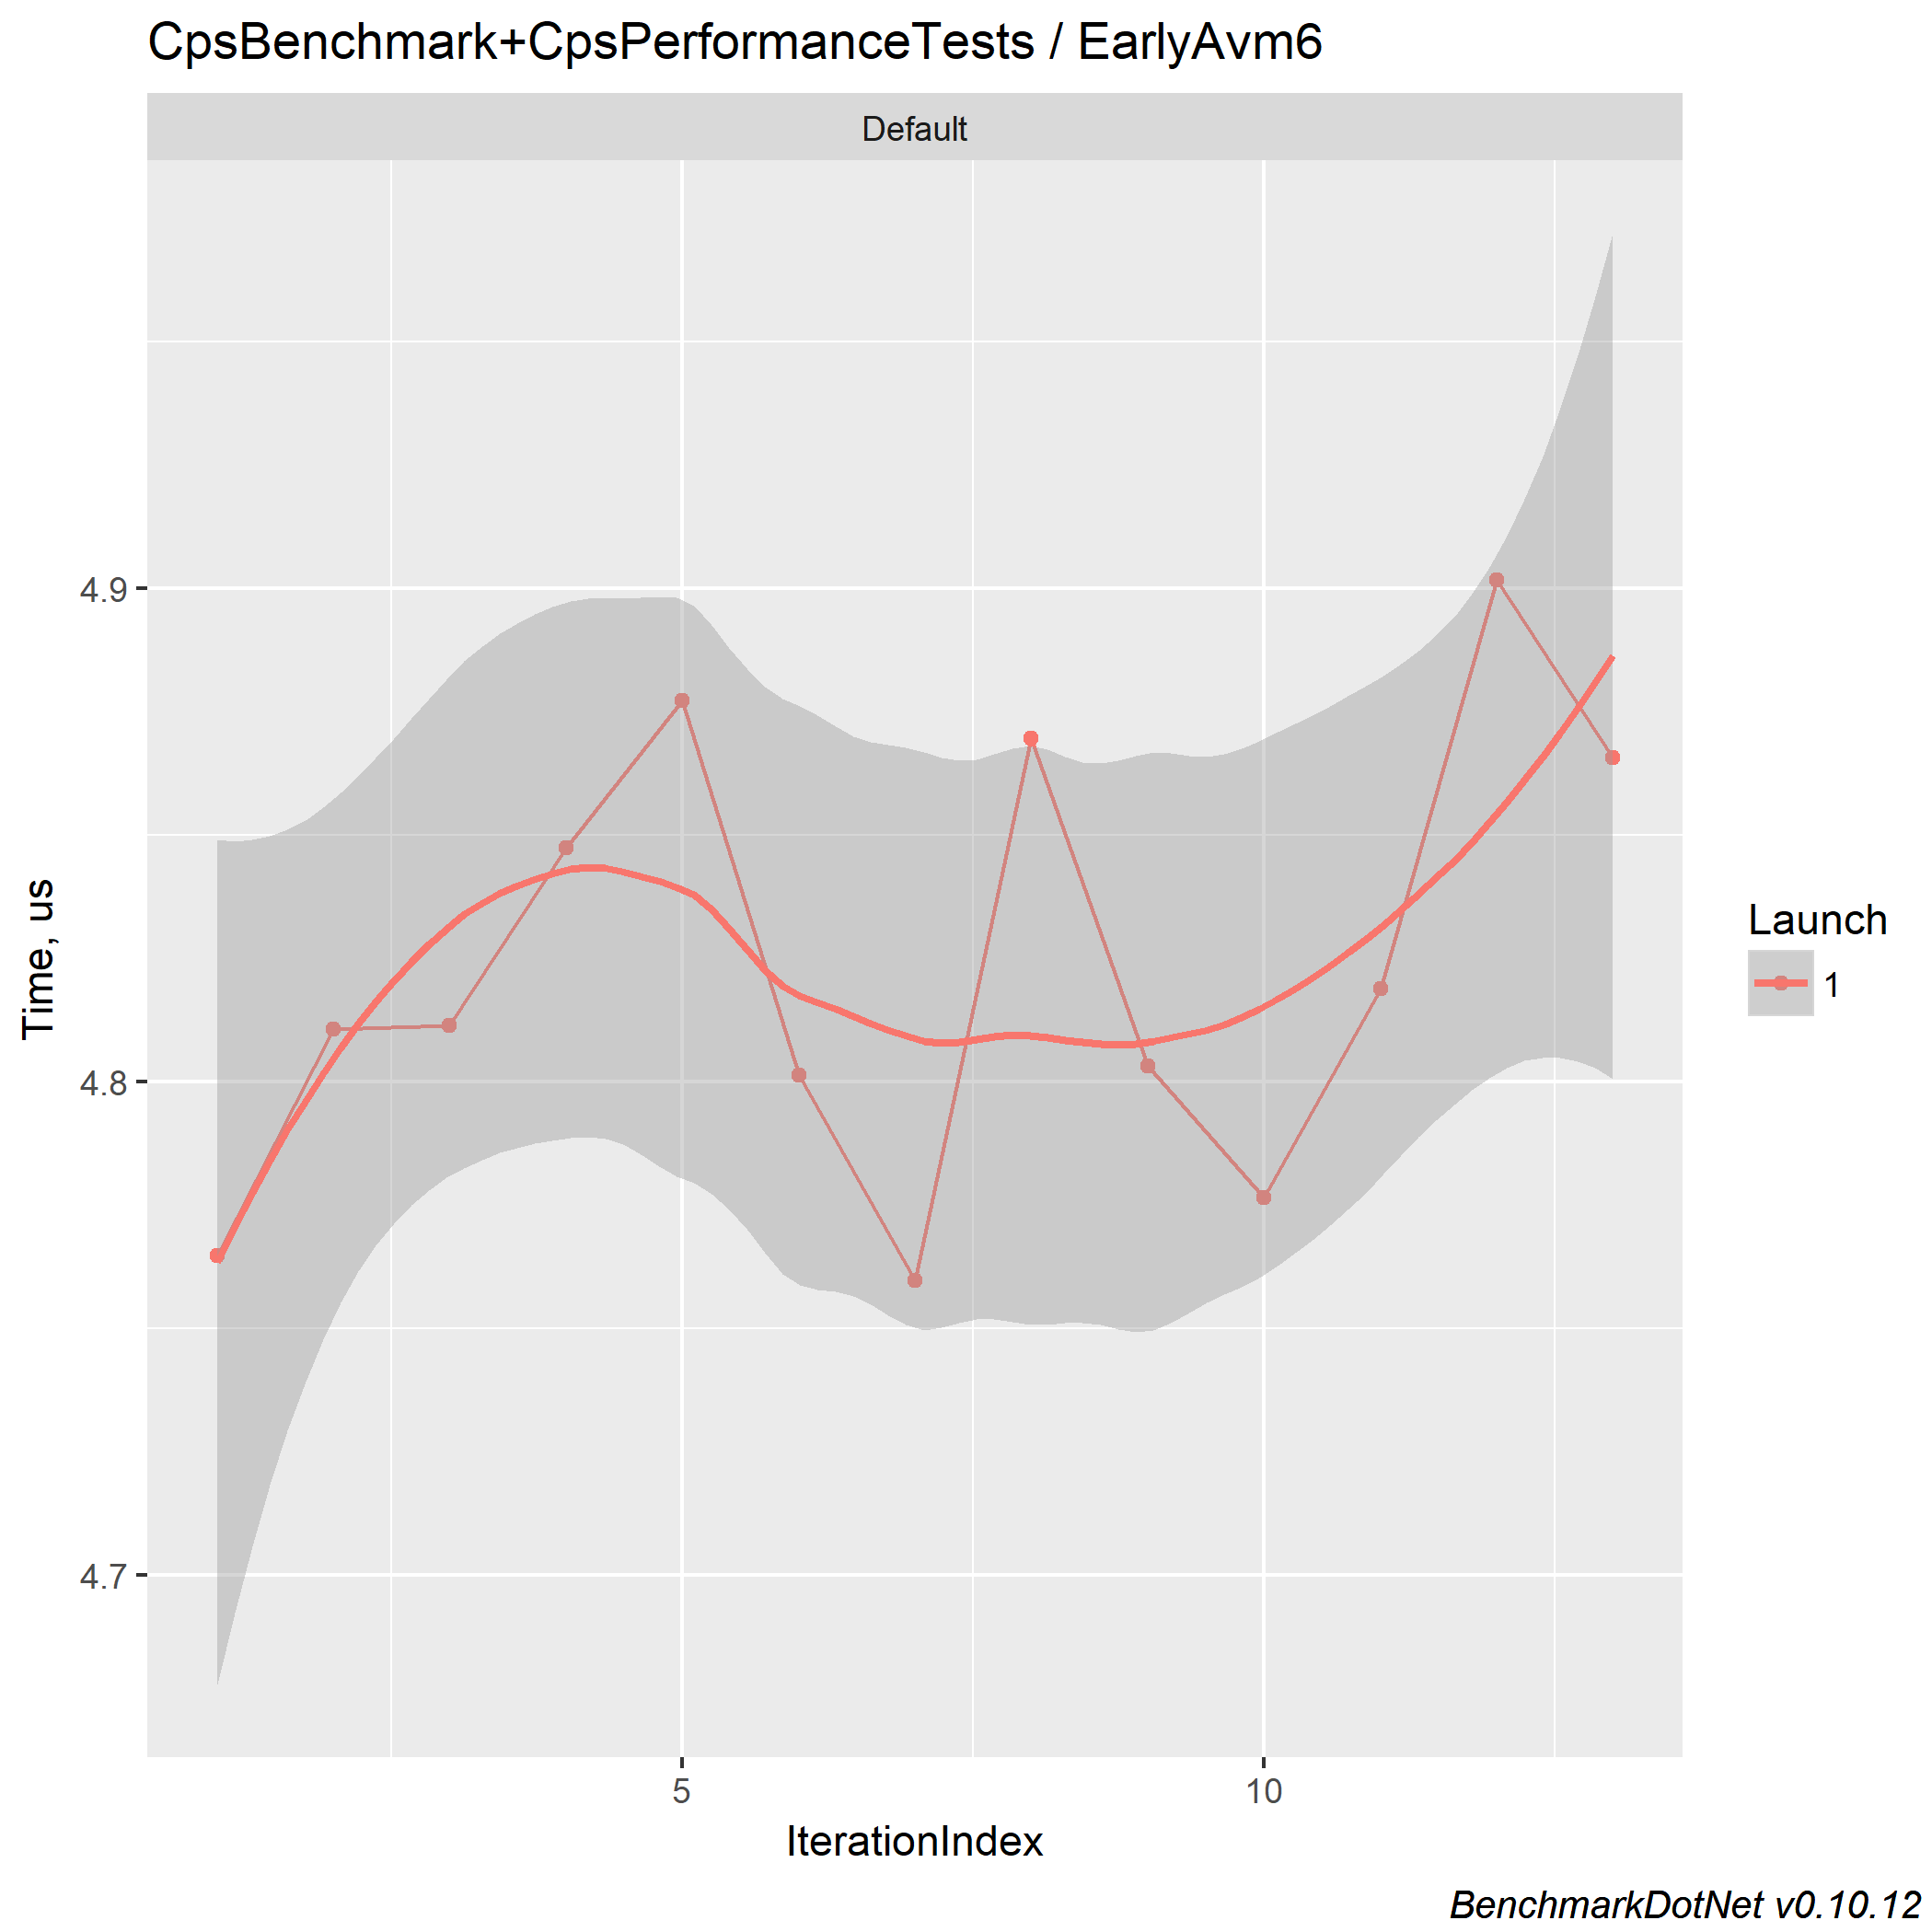 CpsBenchmark+CpsPerformanceTests / EarlyAvm6
Default
Time, us
4.9
4.8
4.7
5
10
IterationIndex
Launch
1
BenchmarkDotNet v0.10.12